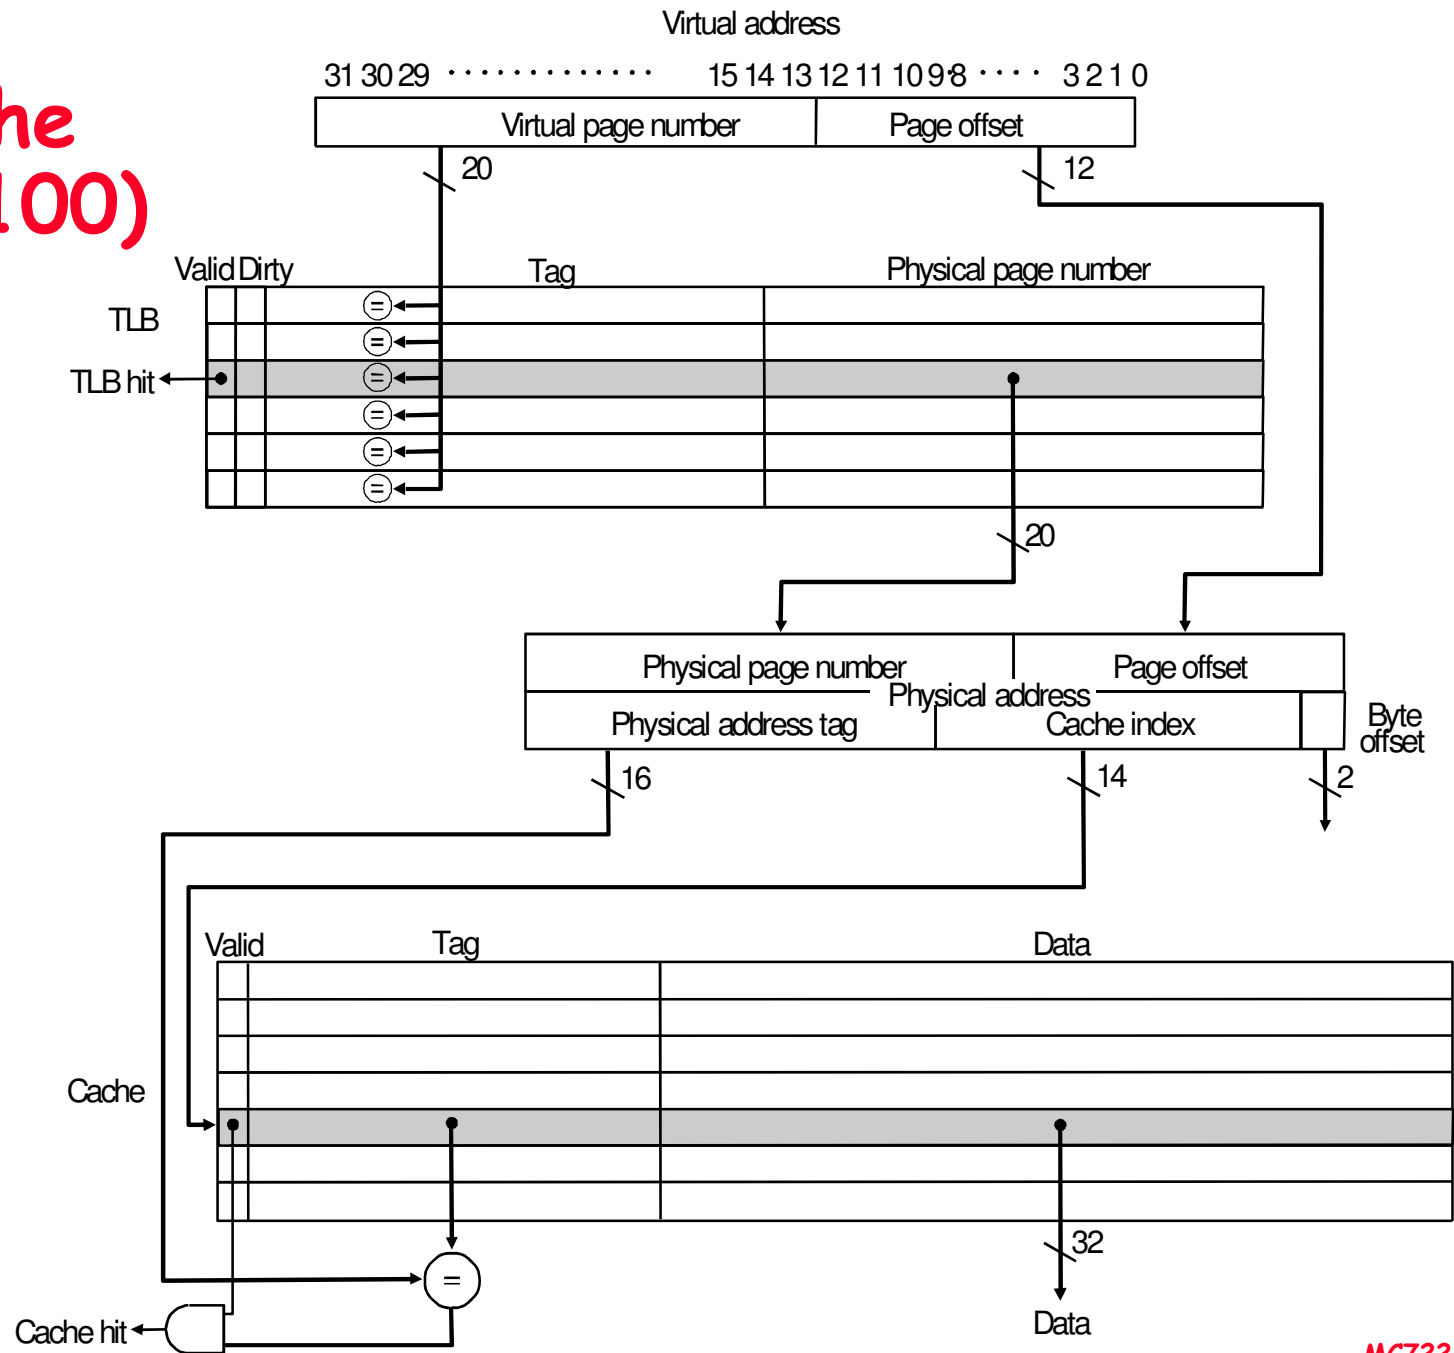 Virtual address
31 30 29 · · · · · · · · · · · · · 15 14 13 12 11 10 9 8 · · · · 3 2 1 0
he
100)
Virtual page number Page offset
20 12
Valid Dirty Tag Physical page number
TLB
=
=
TLB hit =
=
=
=
20
Physical page number Page offset
Physical address
Physical address tag Cache index Byte offset
16 14 2
Valid Tag Data
Cache
32
=
Cache hit Data